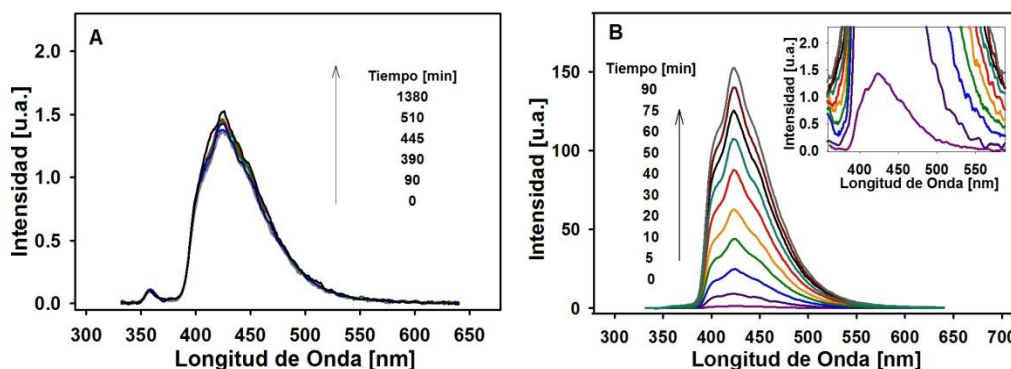 A
2.0
1.5
1.0
0.5
0.0
Intensidad [u.a.]
Tiempo [min]
1380
510
445
390
90
0
300 350 400 450 500 550 600 650
Longitud de Onda [nm]
B
150
100
50
0
Intensidad [u.a.]
Tiempo [min]
90
75
60
50
30
20
10
5
0
300 350 400 450 500 550 600 650 700
Longitud de Onda [nm]
2.0
1.5
1.0
0.5
0.0
Intensidad [u.a.]
400 450 500 550
Longitud de Onda [nm]